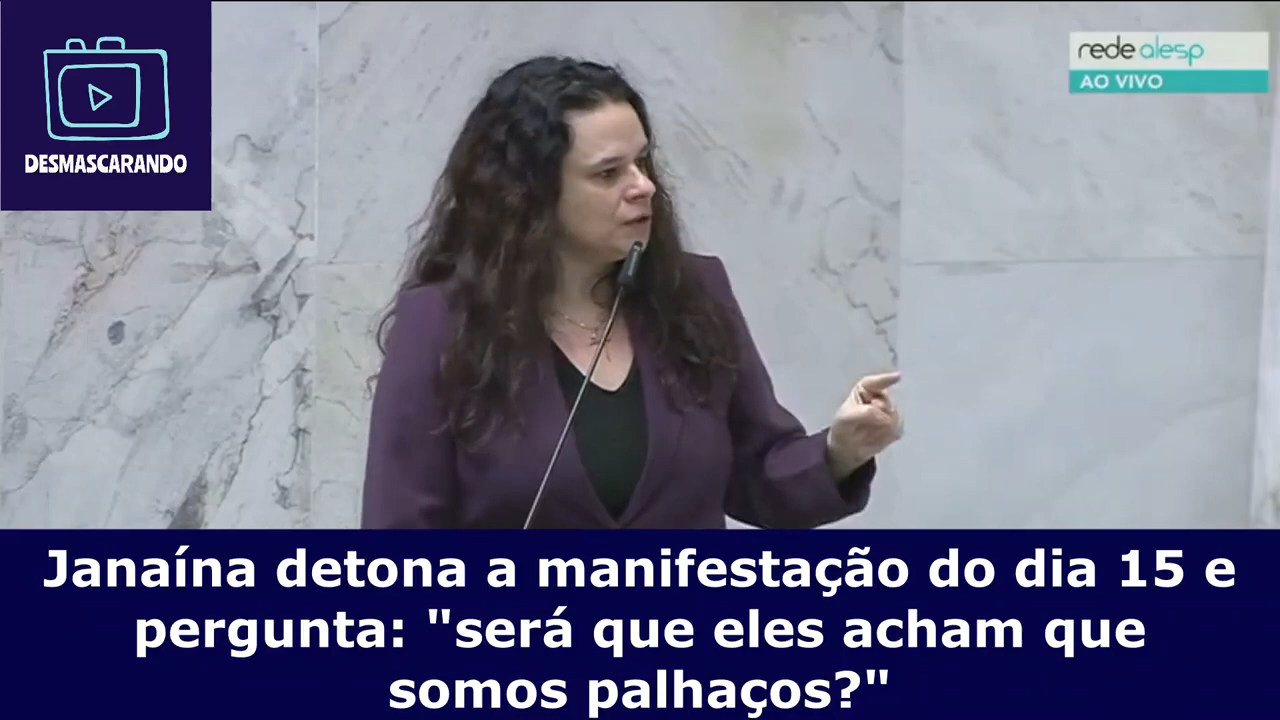 DESMASCARANDO
rede alesp
AO VIVO
Janaína detona a manifestação do dia 15 e
pergunta: "será que eles acham que
somos palhaços?"